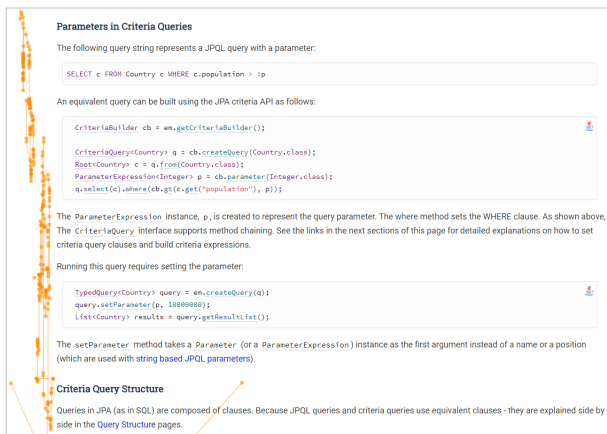 Parameters in Criteria Queries
The following query string represents a JPQL query with a parameter:
SELECT c FROM Country c WHERE c.population > :p
An equivalent query can be built using the JPA criteria API as follows:
CriteriaBuilder cb = em.getCriteriaBuilder();
CriteriaQuery<Country> q = cb.createQuery(Country.class);
Root<Country> c = q.from(Country.class);
ParameterExpression<Integer> p = cb.parameter(Integer.class);
q.select(c).where(cb.gt(c.get("population"), p));
The ParameterExpression instance, p, is created to represent the query parameter. The where method sets the WHERE clause. As shown above,
The CriteriaQuery interface supports method chaining. See the links in the next sections of this page for detailed explanations on how to set
criteria query clauses and build criteria expressions.
Running this query requires setting the parameter:
TypedQuery<Country> query = em.createQuery(q);
query.setParameter(p, 10000000);
List<Country> results = query.getResultList();
The setParameter method takes a Parameter (or a ParameterExpression) instance as the first argument instead of a name or a position
(which are used with string based JPQL parameters).
Criteria Query Structure
Queries in JPA (as in SQL) are composed of clauses. Because JPQL queries and criteria queries use equivalent clauses - they are explained side by
side in the Query Structure pages.